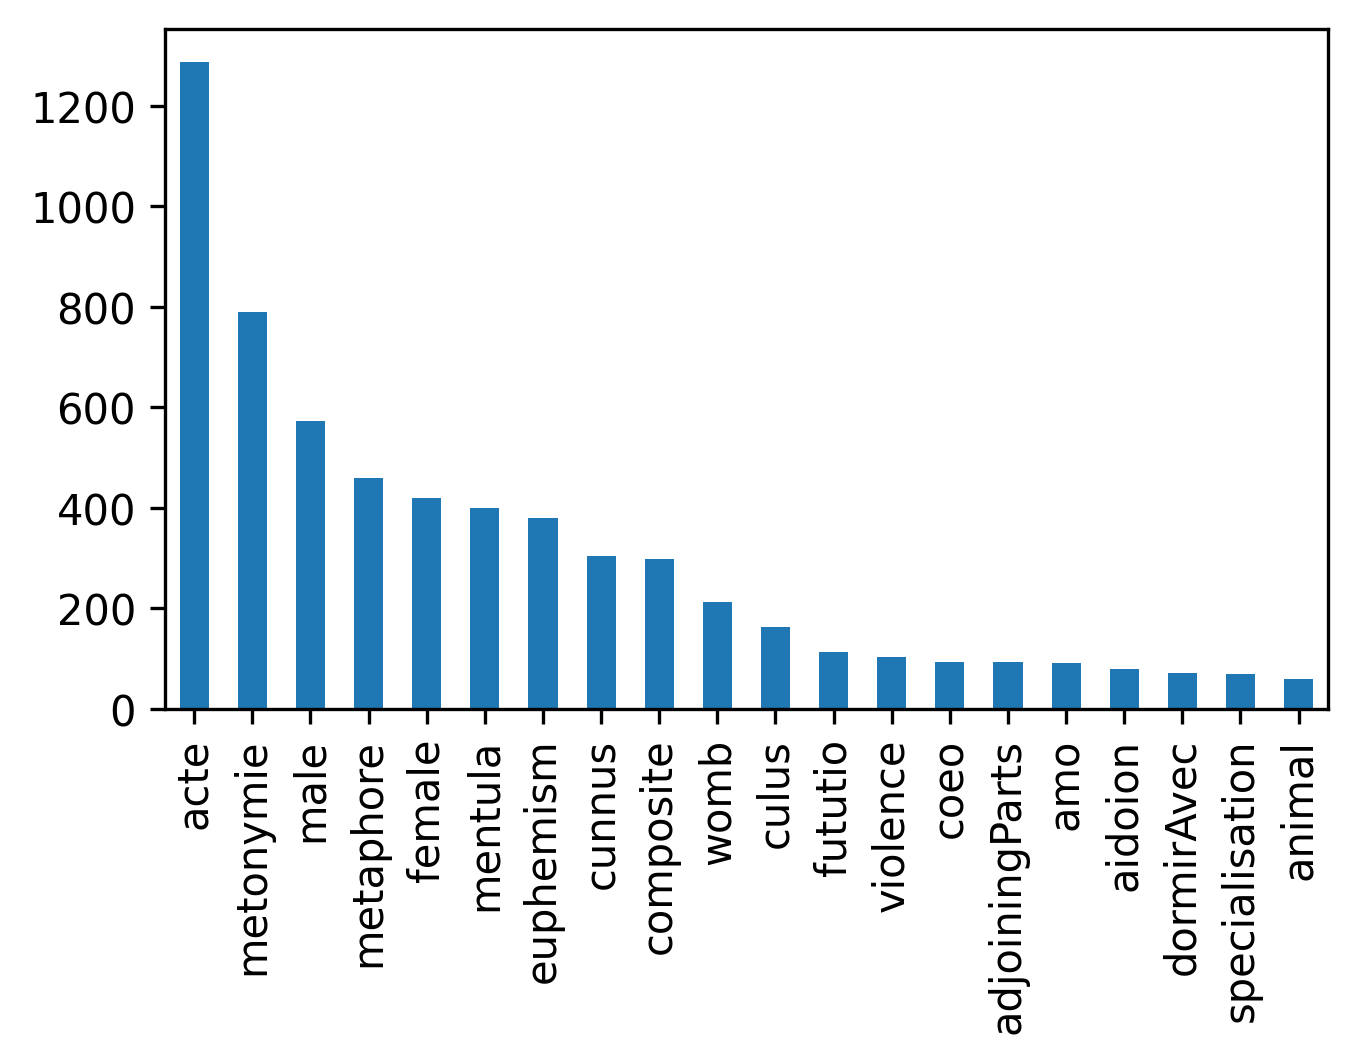 1200
1000
800
600
400
200
0
acte
metonymie
male
metaphore
female
mentula
euphemism
cunnus
composite
womb
culus
fututio
violence
coeo
adjoiningParts
amo
aidoion
dormirAvec
specialisation
animal